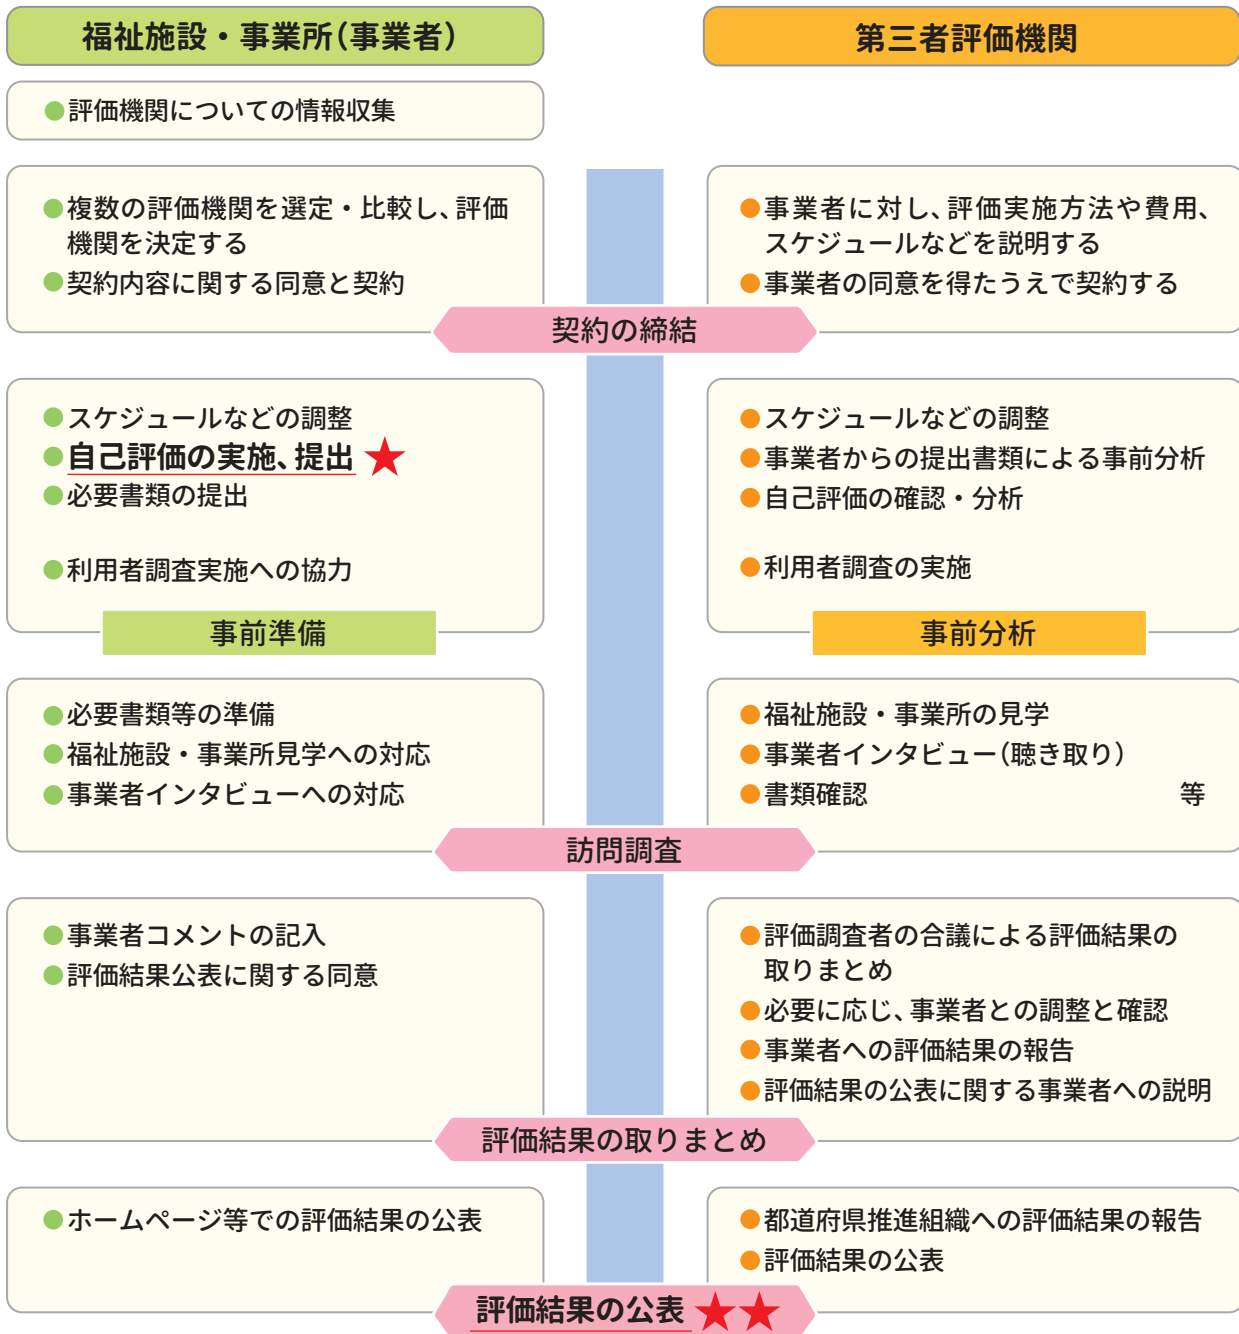 福祉施設・事業所(事業者)
第三者評価機関
●評価機関についての情報収集
●複数の評価機関を選定・比較し、評価
機関を決定する
●契約内容に関する同意と契約
●事業者に対し、評価実施方法や費用、
スケジュールなどを説明する
●事業者の同意を得たうえで契約する
契約の締結
●スケジュールなどの調整
●自己評価の実施、提出 ★
●必要書類の提出
●利用者調査実施への協力
事前準備
●スケジュールなどの調整
●事業者からの提出書類による事前分析
●自己評価の確認・分析
●利用者調査の実施
事前分析
●必要書類等の準備
●福祉施設・事業所見学への対応
●事業者インタビューへの対応
●福祉施設・事業所の見学
●事業者インタビュー(聴き取り)
●書類確認 等
訪問調査
●事業者コメントの記入
●評価結果公表に関する同意
●評価調査者の合議による評価結果の
取りまとめ
●必要に応じ、事業者との調整と確認
●事業者への評価結果の報告
●評価結果の公表に関する事業者への説明
評価結果の取りまとめ
●ホームページ等での評価結果の公表
●都道府県推進組織への評価結果の報告
●評価結果の公表
評価結果の公表 ★★